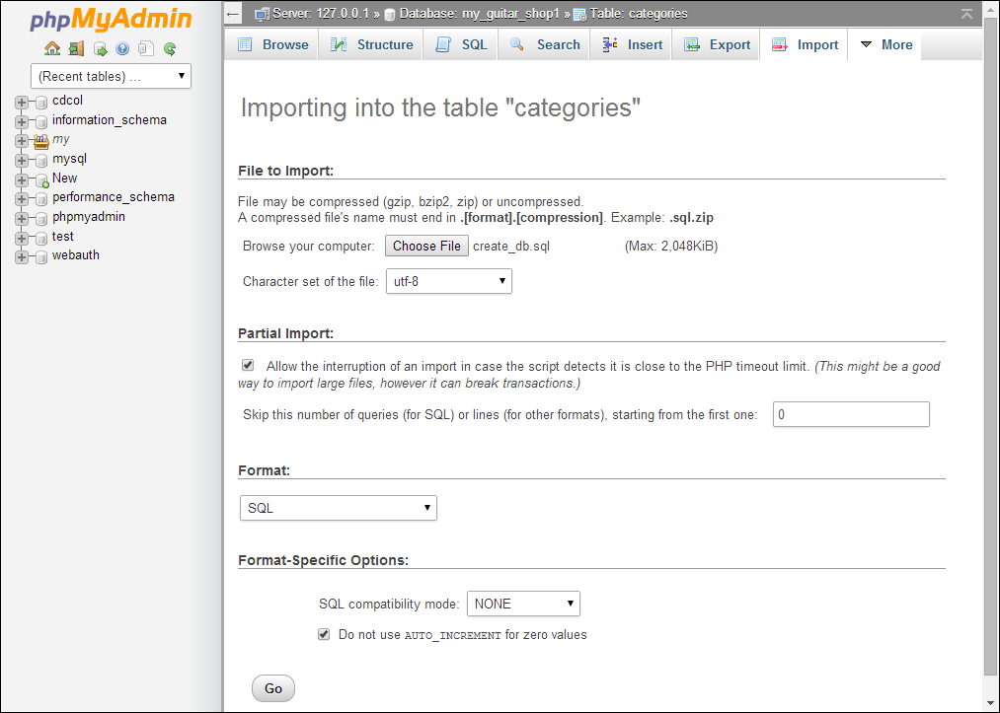 phpMyAdmin
(Recent tables) ...
cdcol
information_schema
my
mysql
New
performance_schema
phpmyadmin
test
webauth
Server: 127.0.0.1 » Database: my_guitar_shop1 » Table: categories
Browse Structure SQL Search Insert Export Import More
Importing into the table "categories"
File to Import:
File may be compressed (gzip, bzip2, zip) or uncompressed.
A compressed file's name must end in .[format].[compression]. Example: .sql.zip
Browse your computer: Choose File create_db.sql (Max: 2,048KiB)
Character set of the file: utf-8
Partial Import:
Allow the interruption of an import in case the script detects it is close to the PHP timeout limit. (This might be a good
way to import large files, however it can break transactions.)
Skip this number of queries (for SQL) or lines (for other formats), starting from the first one: 0
Format:
SQL
Format-Specific Options:
SQL compatibility mode: NONE
Do not use AUTO_INCREMENT for zero values
Go